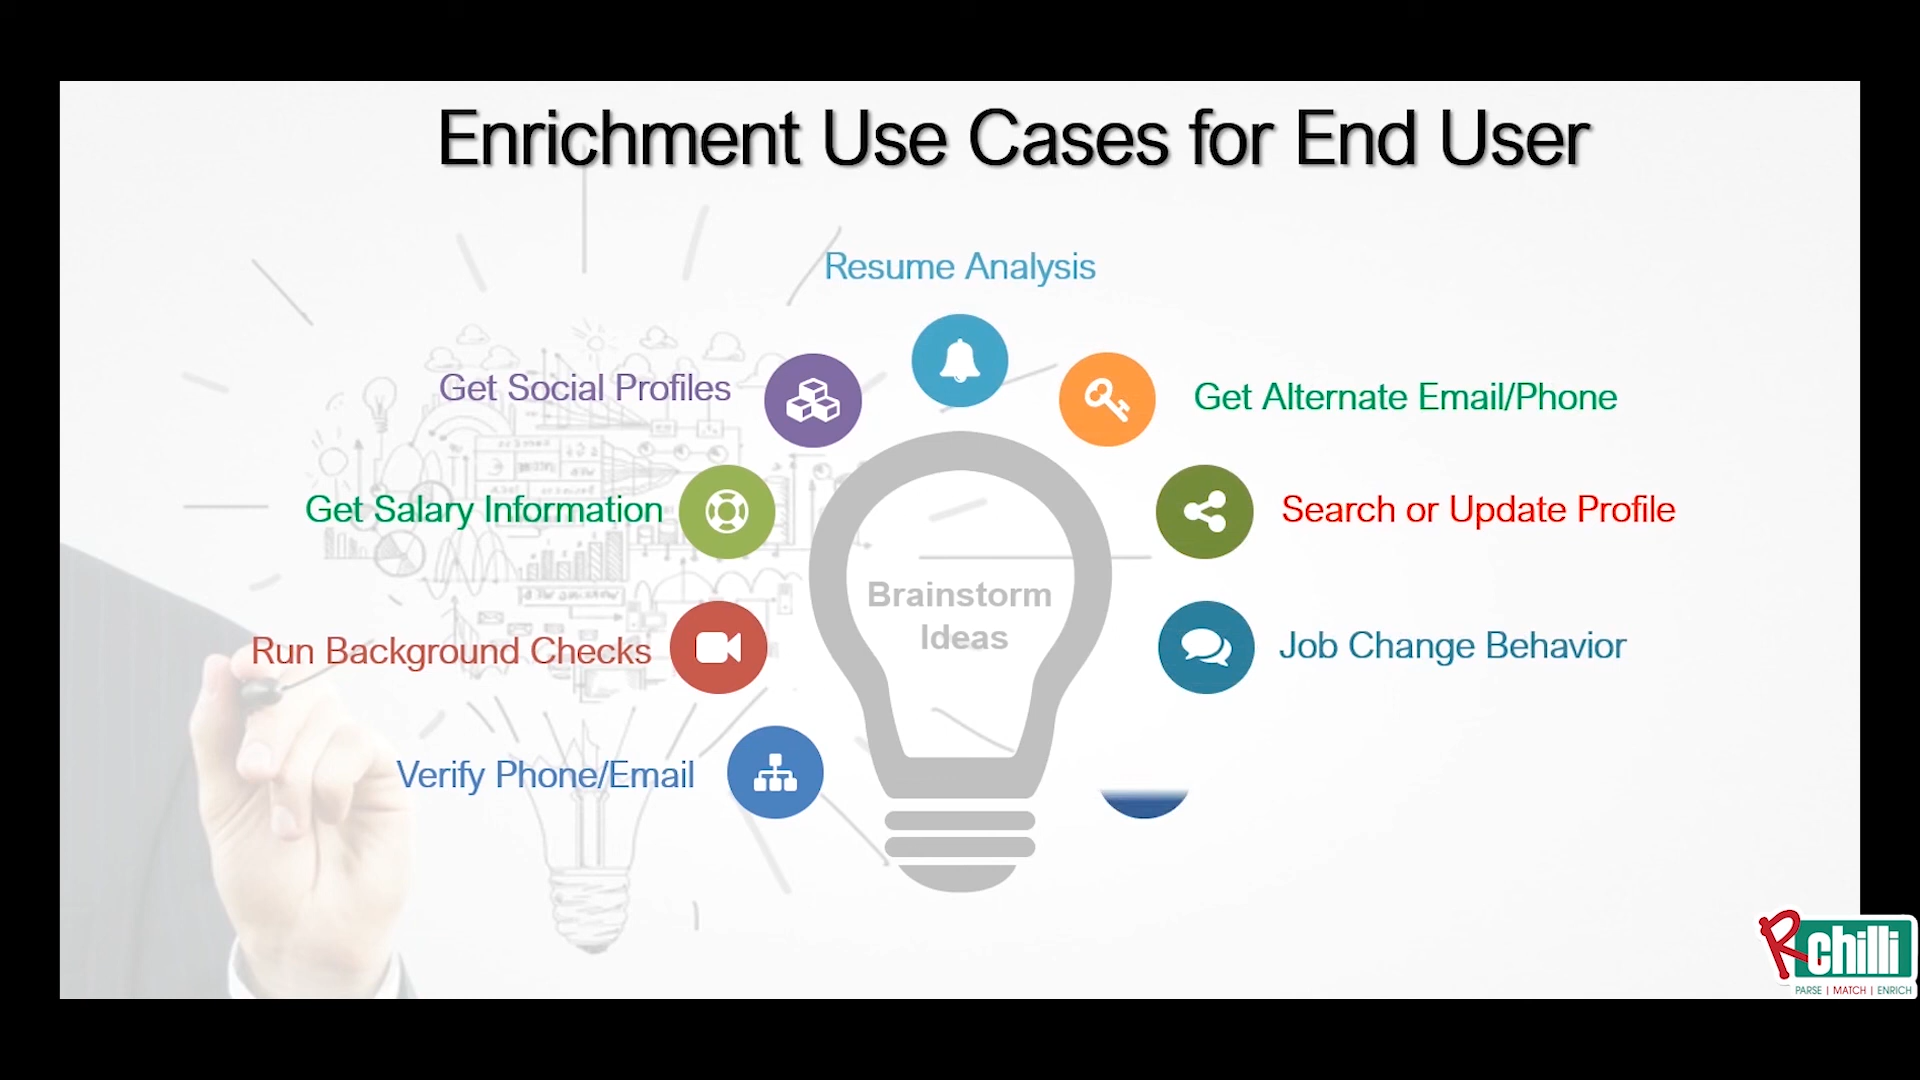 Enrichment Use Cases for End User
Resume Analysis
Get Social Profiles
Get Alternate Email/Phone
Get Salary Information
Search or Update Profile
Brainstorm
Ideas
Run Background Checks
Job Change Behavior
Verify Phone/Email
Rchilli
PARSE | MATCH | ENRICH